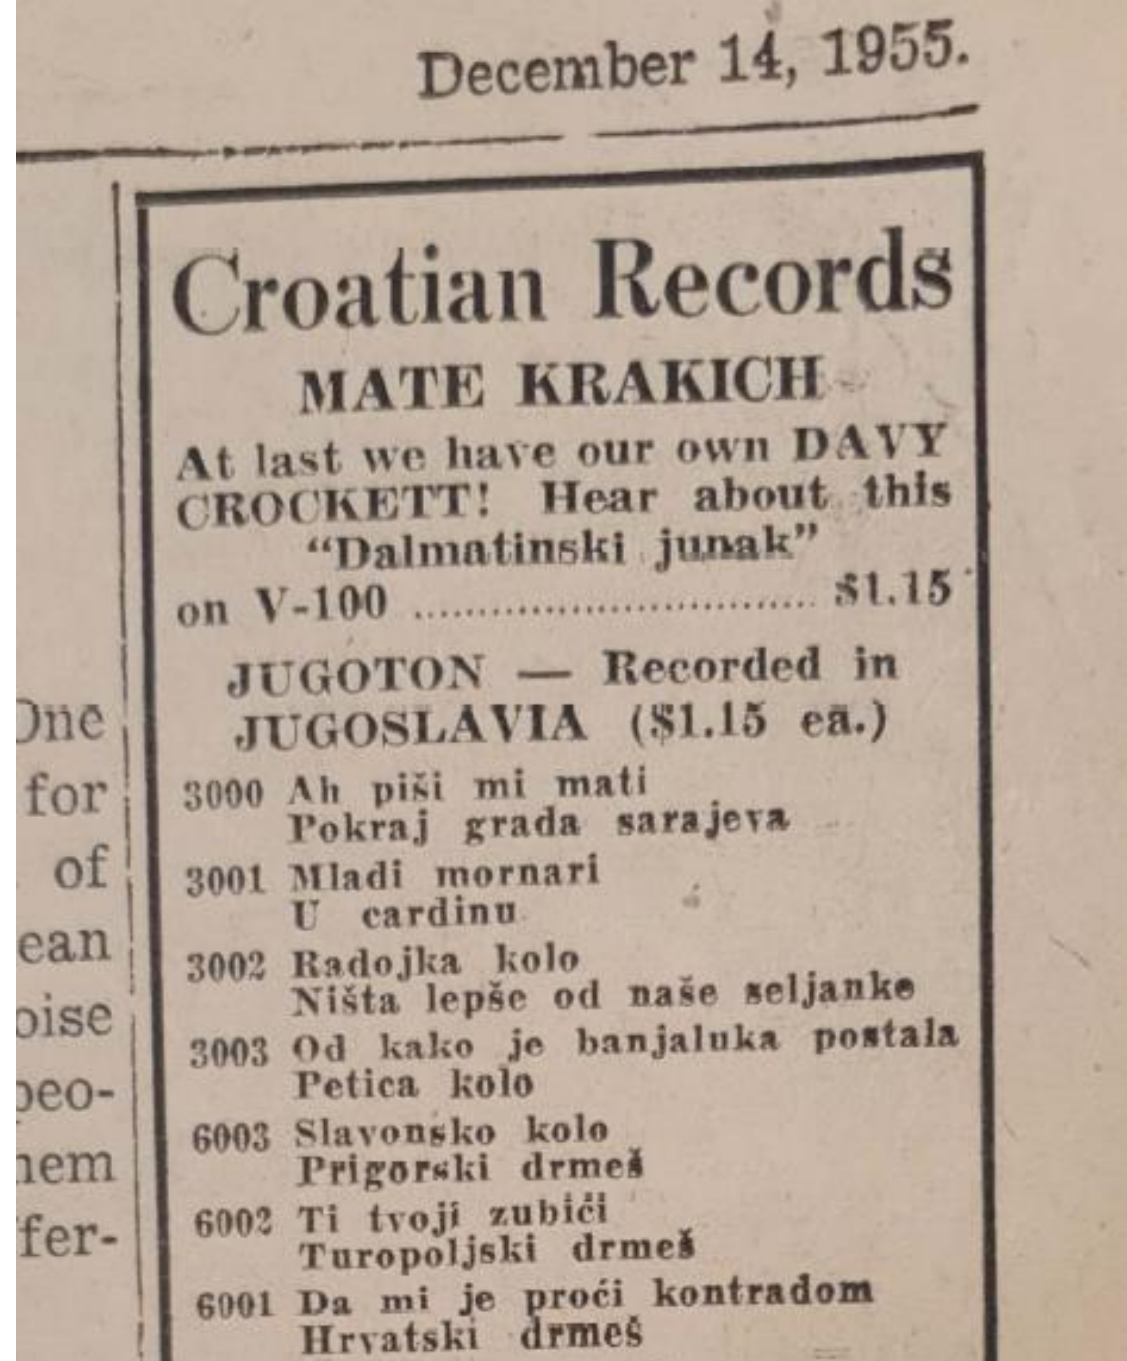 December 14, 1955.
One
for
of
ean
oise
peo-
hem
fer-
Croatian Records
MATE KRAKICH
At last we have our own DAVY
CROCKETT! Hear about this
“Dalmatinski junak”
on V-100 ................................ $1.15
JUGOTON — Recorded in
JUGOSLAVIA ($1.15 ea.)
3000 Ah piši mi mati
Pokraj grada sarajeva
3001 Mladi mornari
U cardinu
3002 Radojka kolo
Ništa lepše od naše seljanke
3003 Od kako je banjaluka postala
Petica kolo
6003 Slavonsko kolo
Prigorski drmeš
6002 Ti tvoji zubići
Turopoljski drmeš
6001 Da mi je proći kontradom
Hrvatski drmeš